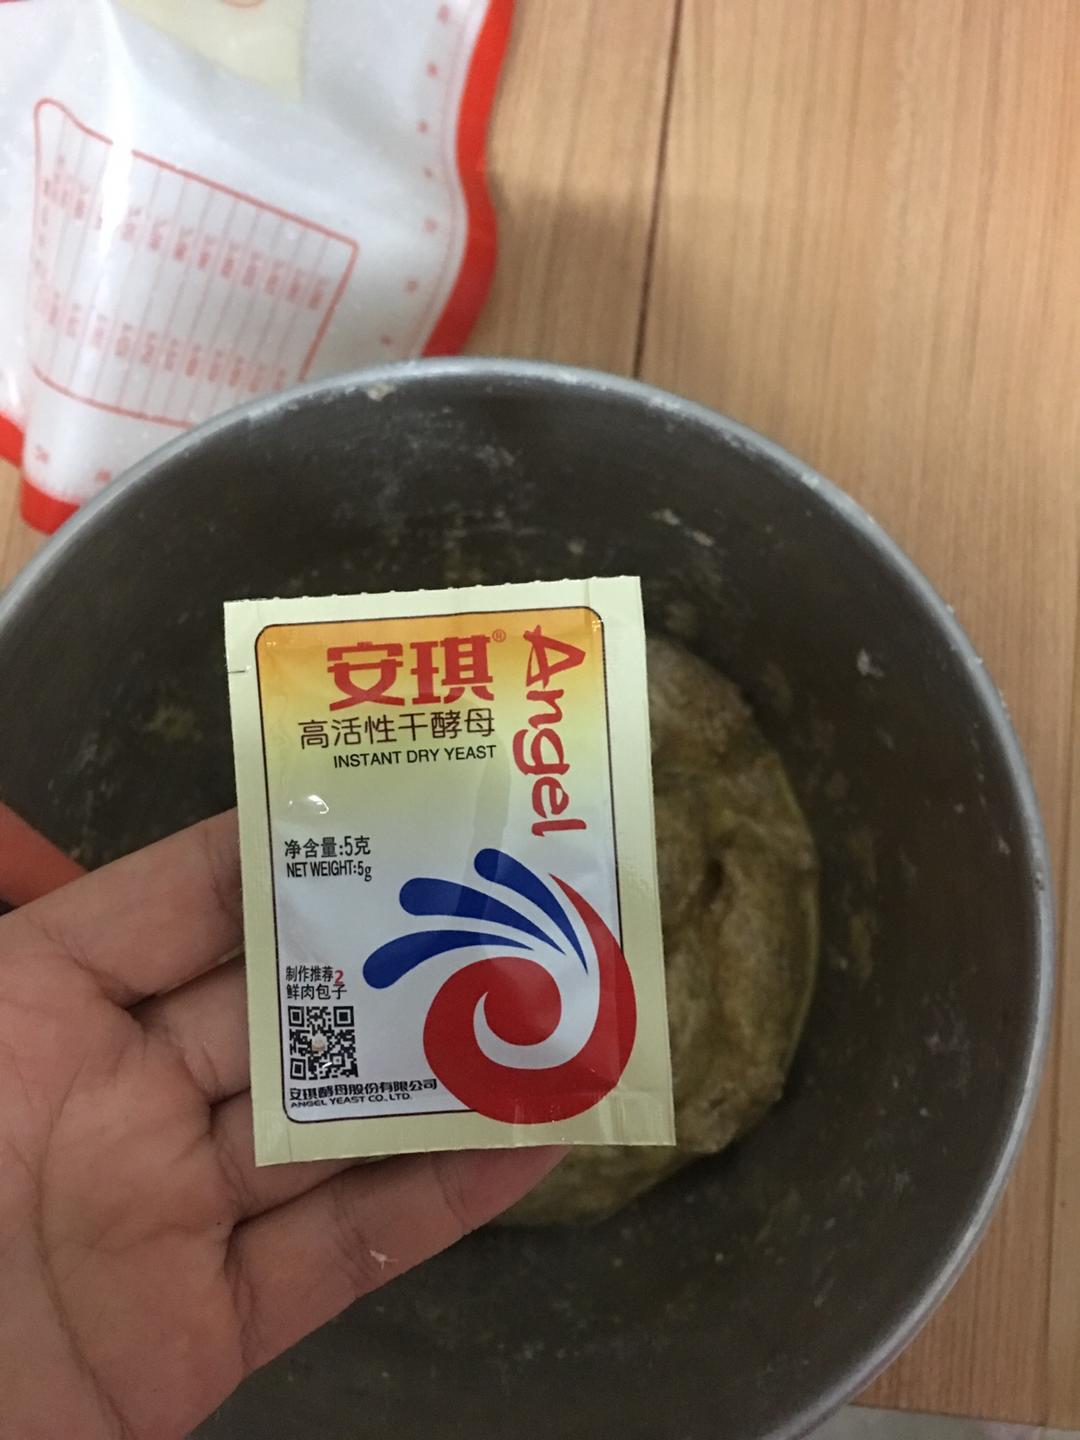 安琪®
Angel
高活性干酵母
INSTANT DRY YEAST
净含量:5克
NET WEIGHT:5g
制作推荐2
鲜肉包子
安琪酵母股份有限公司
ANGEL YEAST CO., LTD.